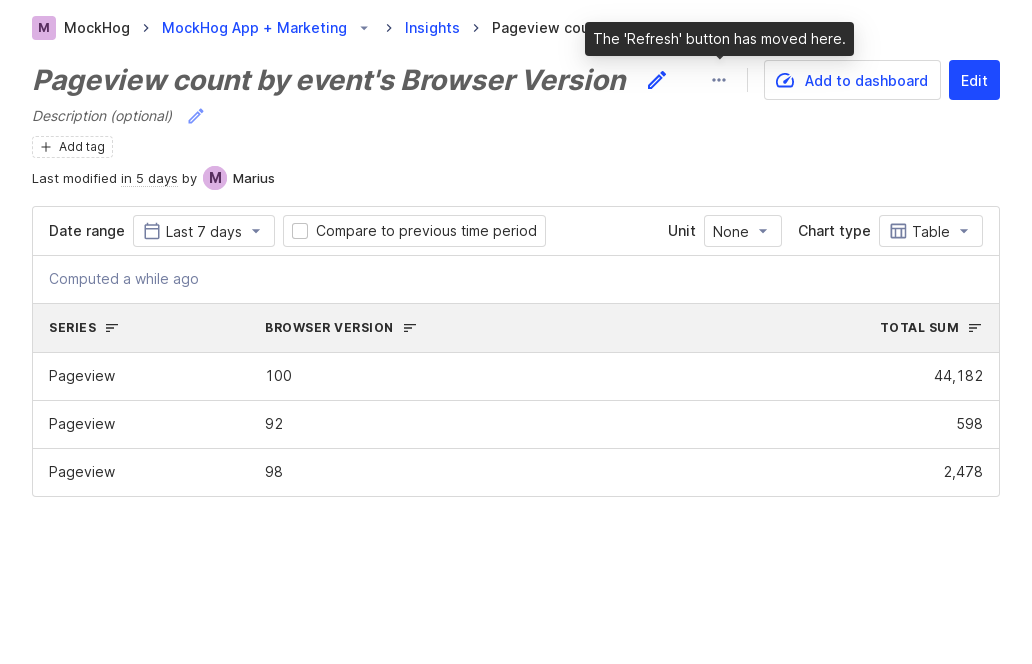 M MockHog MockHog App + Marketing Insights Pageview cou
The 'Refresh' button has moved here.
Pageview count by event's Browser Version
Add to dashboard
Edit
Description (optional)
Add tag
Last modified in 5 days by M Marius
Date range Last 7 days Compare to previous time period Unit None Chart type Table
Computed a while ago
SERIES BROWSER VERSION TOTAL SUM
Pageview 100 44,182
Pageview 92 598
Pageview 98 2,478